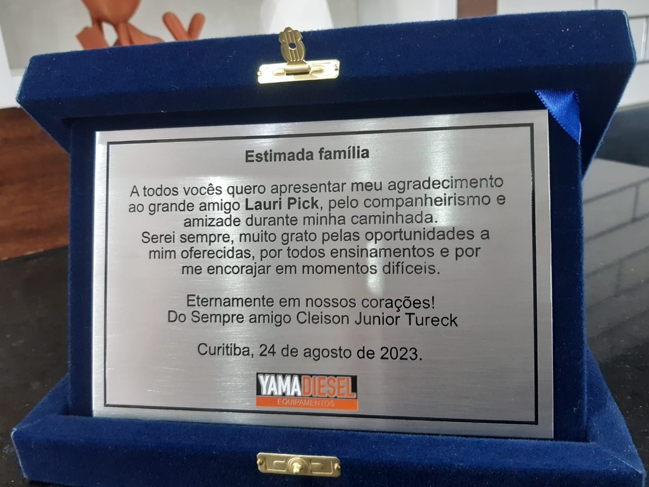 Estimada família
A todos vocês quero apresentar meu agradecimento
ao grande amigo Lauri Pick, pelo companheirismo e
amizade durante minha caminhada.
Serei sempre, muito grato pelas oportunidades a
mim oferecidas, por todos ensinamentos e por
me encorajar em momentos difíceis.
Eternamente em nossos corações!
Do Sempre amigo Cleison Junior Tureck
Curitiba, 24 de agosto de 2023.
YAMADIESEL
EQUIPAMENTOS